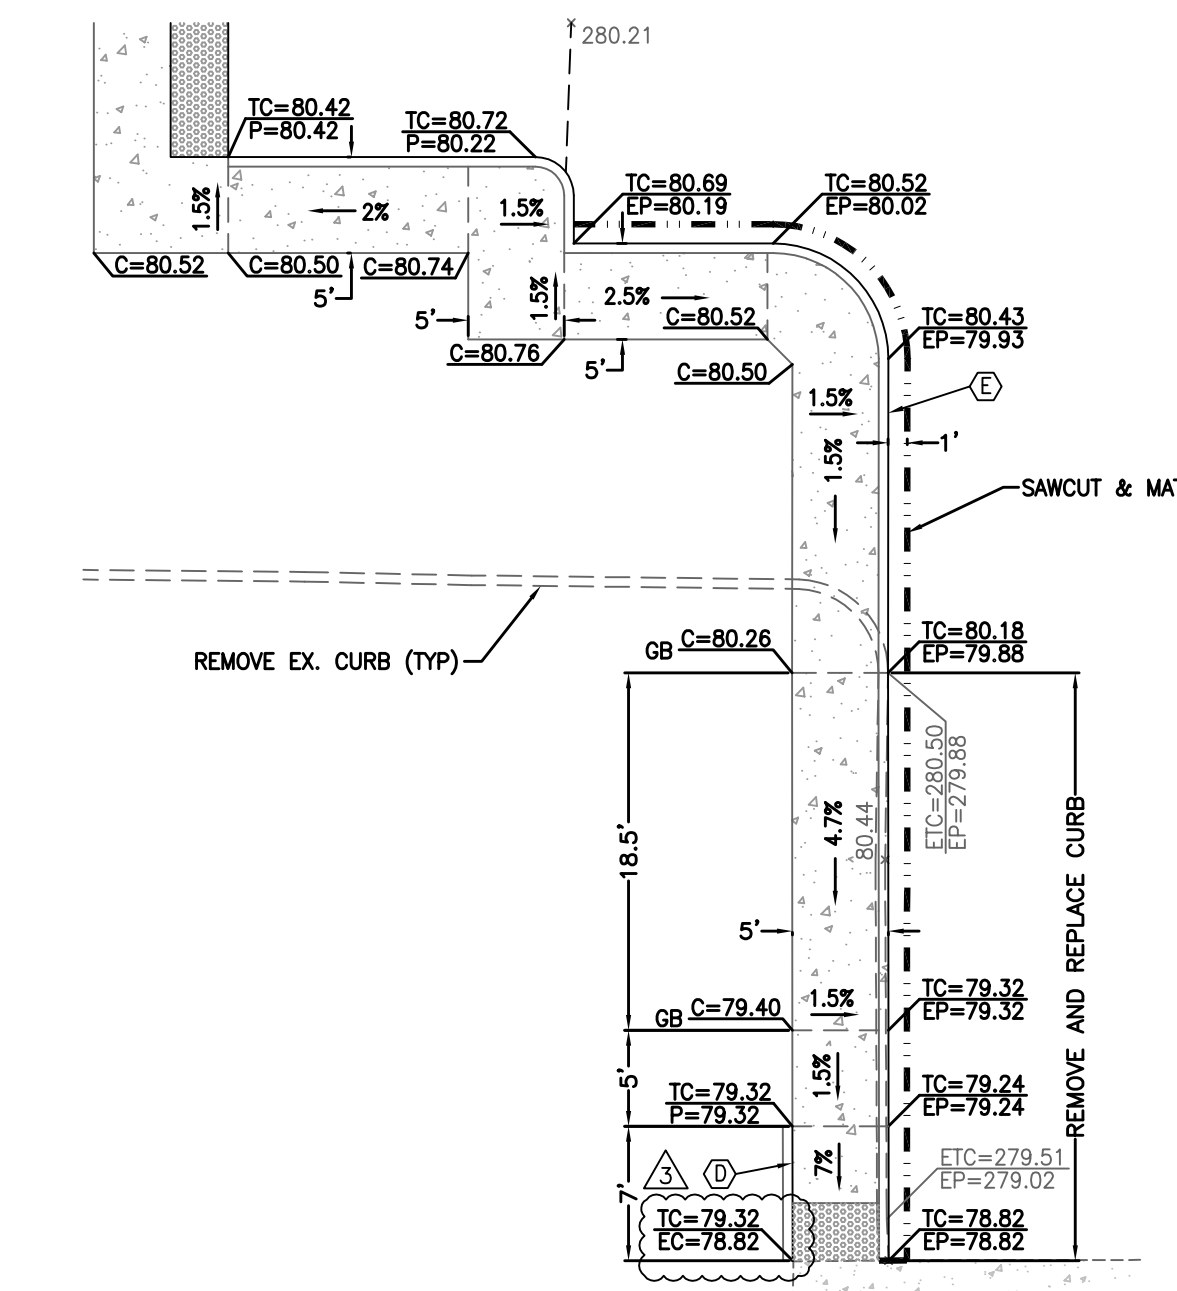 280.21
TC=80.42
P=80.42
TC=80.72
P=80.22
TC=80.69
EP=80.19
TC=80.52
EP=80.02
1.5%
2%
1.5%
C=80.52
C=80.50
C=80.74
5'
1.5%
2.5%
5'
C=80.52
TC=80.43
EP=79.93
C=80.76
5'
C=80.50
E
1.5%
1'
1.5%
SAWCUT & MAT
REMOVE EX. CURB (TYP)
GB C=80.26
TC=80.18
EP=79.88
ETC=280.50
EP=279.88
18.5'
4.7%
80.44
REMOVE AND REPLACE CURB
5'
1.5%
GB C=79.40
TC=79.32
EP=79.32
5'
1.5%
TC=79.32
P=79.32
TC=79.24
EP=79.24
3
D
7%
7'
ETC=279.51
EP=279.02
TC=79.32
EC=78.82
TC=78.82
EP=78.82